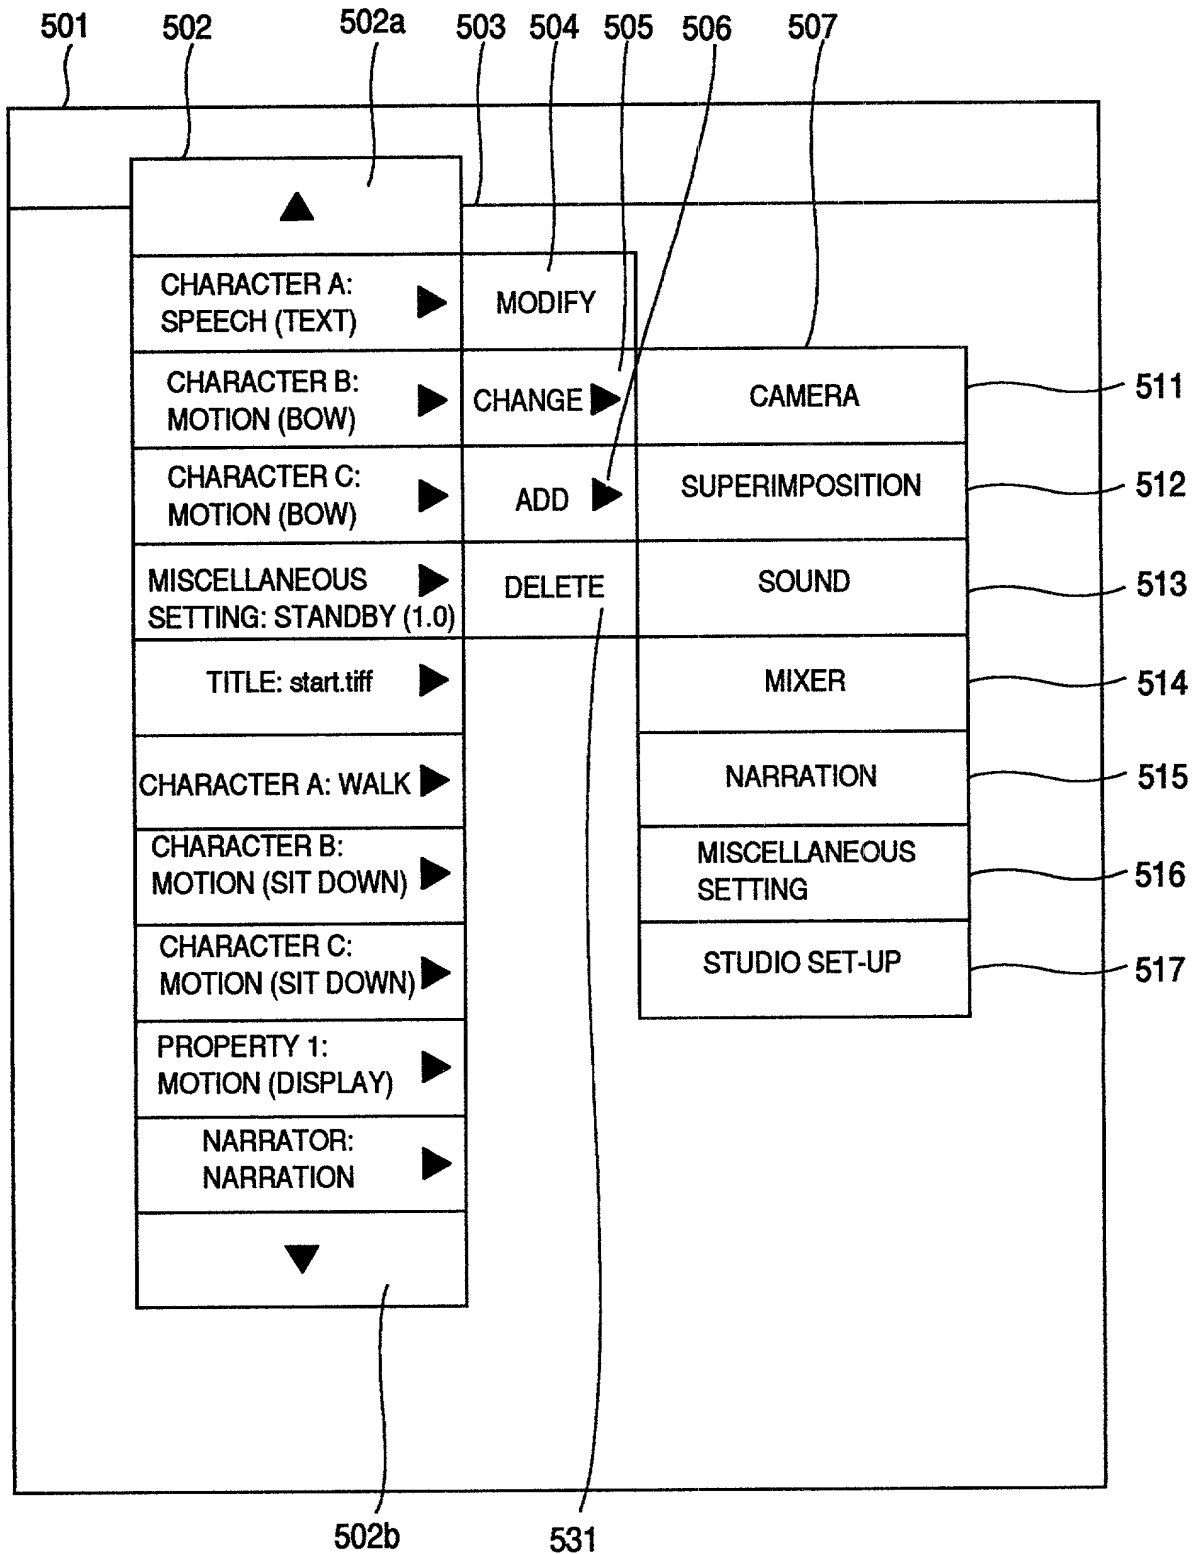 501
502
502a
503
504
505
506
507
CHARACTER A:
SPEECH (TEXT)
MODIFY
CHARACTER B:
MOTION (BOW)
CHANGE
CAMERA
511
CHARACTER C:
MOTION (BOW)
ADD
SUPERIMPOSITION
512
MISCELLANEOUS
SETTING: STANDBY (1.0)
DELETE
SOUND
513
TITLE: start.tiff
MIXER
514
CHARACTER A: WALK
NARRATION
515
CHARACTER B:
MOTION (SIT DOWN)
MISCELLANEOUS
SETTING
516
CHARACTER C:
MOTION (SIT DOWN)
STUDIO SET-UP
517
PROPERTY 1:
MOTION (DISPLAY)
NARRATOR:
NARRATION
502b
531